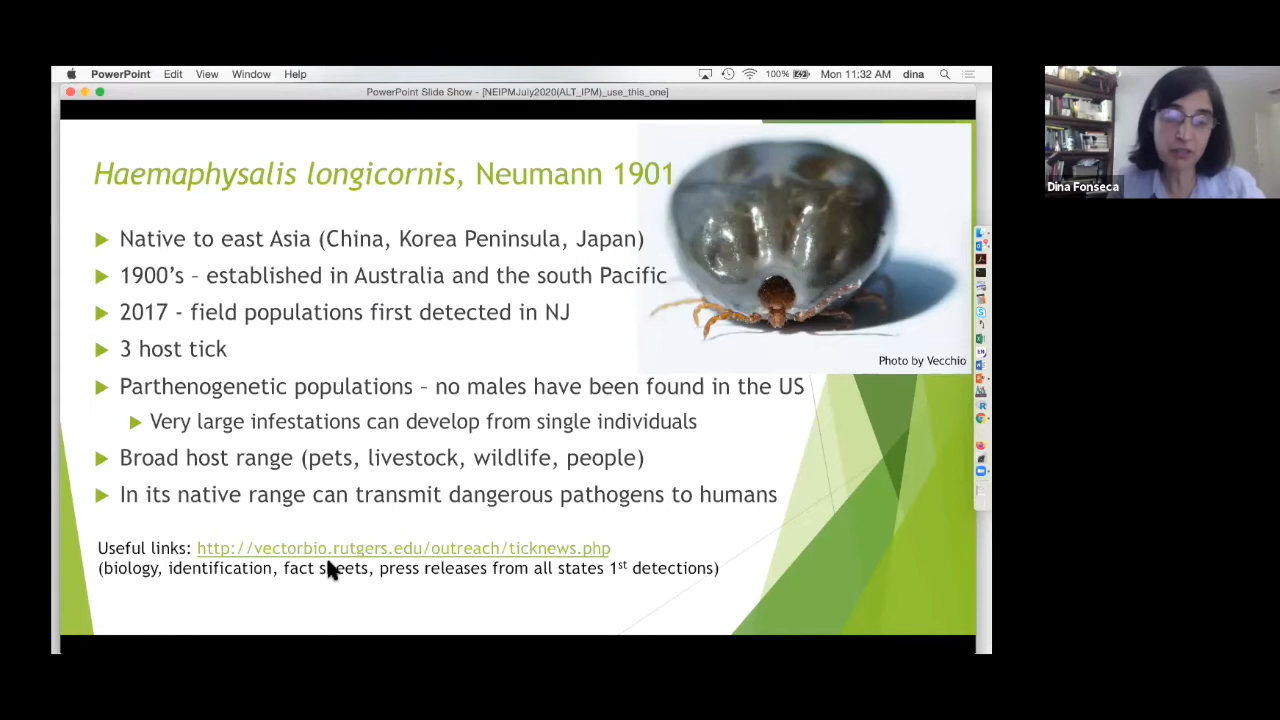 PowerPoint Edit View Window Help 100% Mon 11:32 AM dina
PowerPoint Slide Show - [NEIPMJuly2020(ALT_IPM)_use_this_one]
Haemaphysalis longicornis, Neumann 1901
Native to east Asia (China, Korea Peninsula, Japan)
1900's – established in Australia and the south Pacific
2017 - field populations first detected in NJ
3 host tick
Photo by Vecchio
Parthenogenetic populations – no males have been found in the US
Very large infestations can develop from single individuals
Broad host range (pets, livestock, wildlife, people)
In its native range can transmit dangerous pathogens to humans
Useful links: http://vectorbio.rutgers.edu/outreach/ticknews.php
(biology, identification, fact sheets, press releases from all states 1st detections)
Dina Fonseca